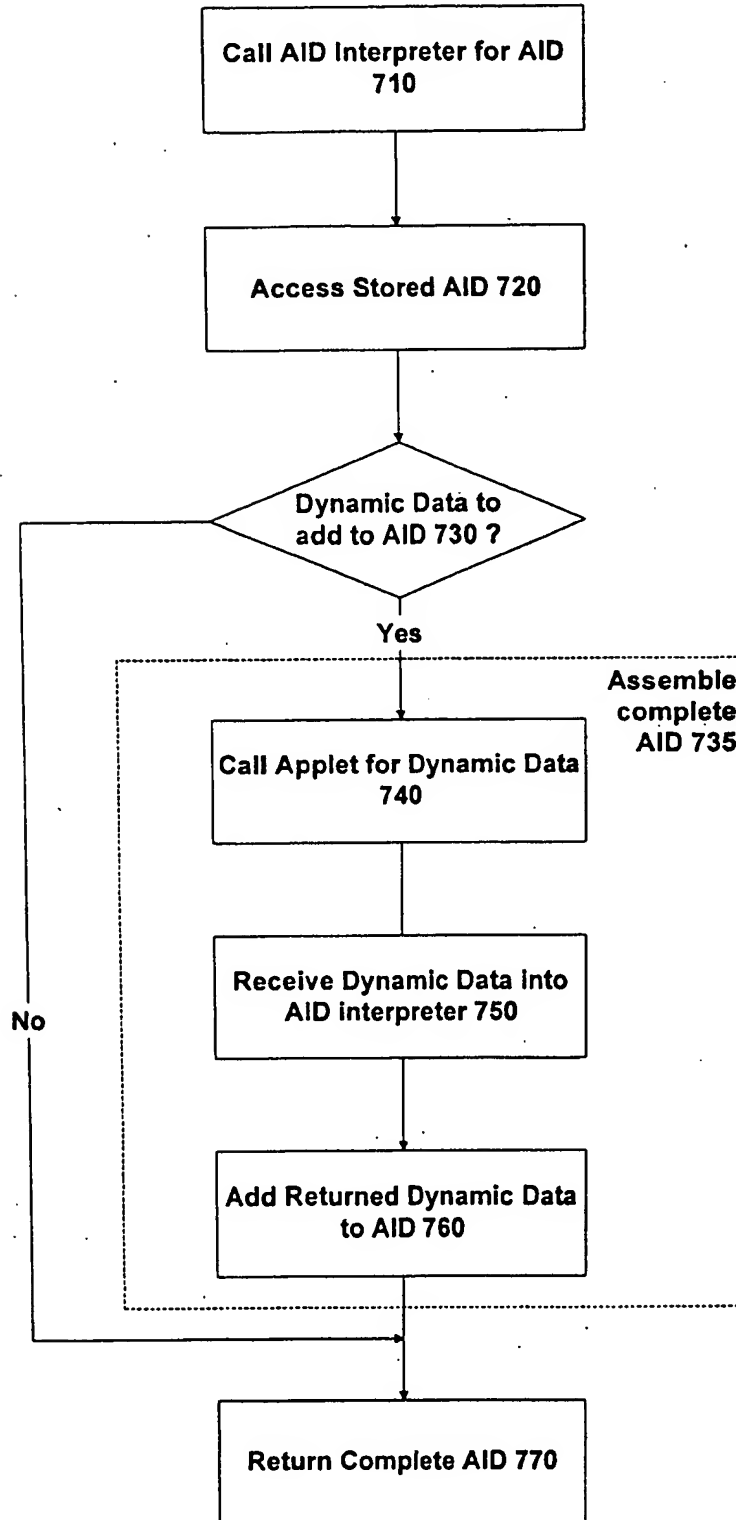 Call AID Interpreter for AID
710
Access Stored AID 720
Dynamic Data to
add to AID 730 ?
Yes
Assemble
complete
AID 735
Call Applet for Dynamic Data
740
Receive Dynamic Data into
AID interpreter 750
No
Add Returned Dynamic Data
to AID 760
Return Complete AID 770